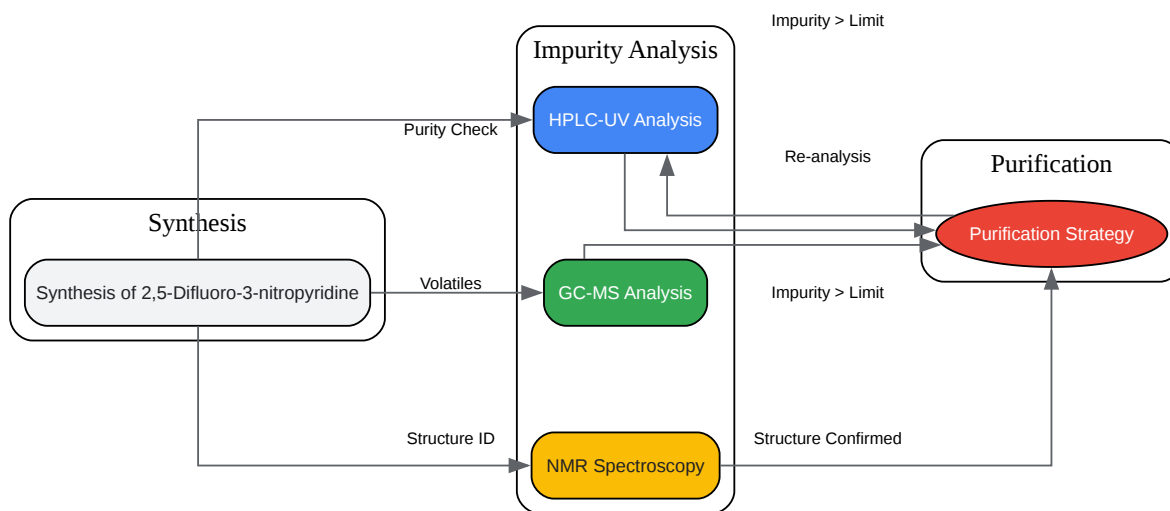 Impurity > Limit
Impurity Analysis
HPLC-UV Analysis
Purity Check
Re-analysis
Purification
Synthesis
Purification Strategy
Synthesis of 2,5-Difluoro-3-nitropyridine
Volatiles
GC-MS Analysis
Impurity > Limit
Structure ID
NMR Spectroscopy
Structure Confirmed